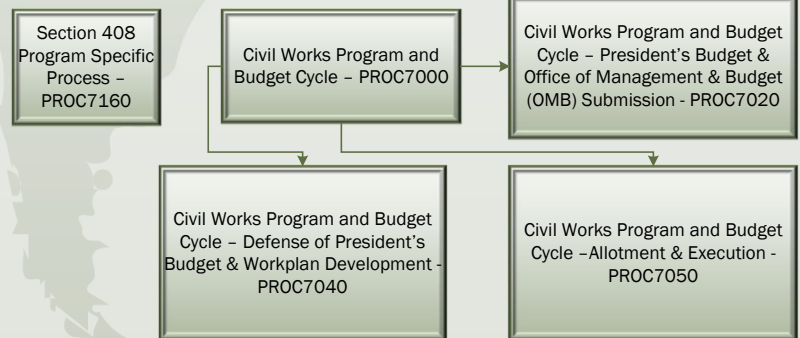 Section 408
Program Specific
Process –
PROC7160
Civil Works Program and
Budget Cycle – PROC7000
Civil Works Program and Budget
Cycle – President’s Budget &
Office of Management & Budget
(OMB) Submission - PROC7020
Civil Works Program and Budget
Cycle – Defense of President’s
Budget & Workplan Development -
PROC7040
Civil Works Program and Budget
Cycle –Allotment & Execution -
PROC7050